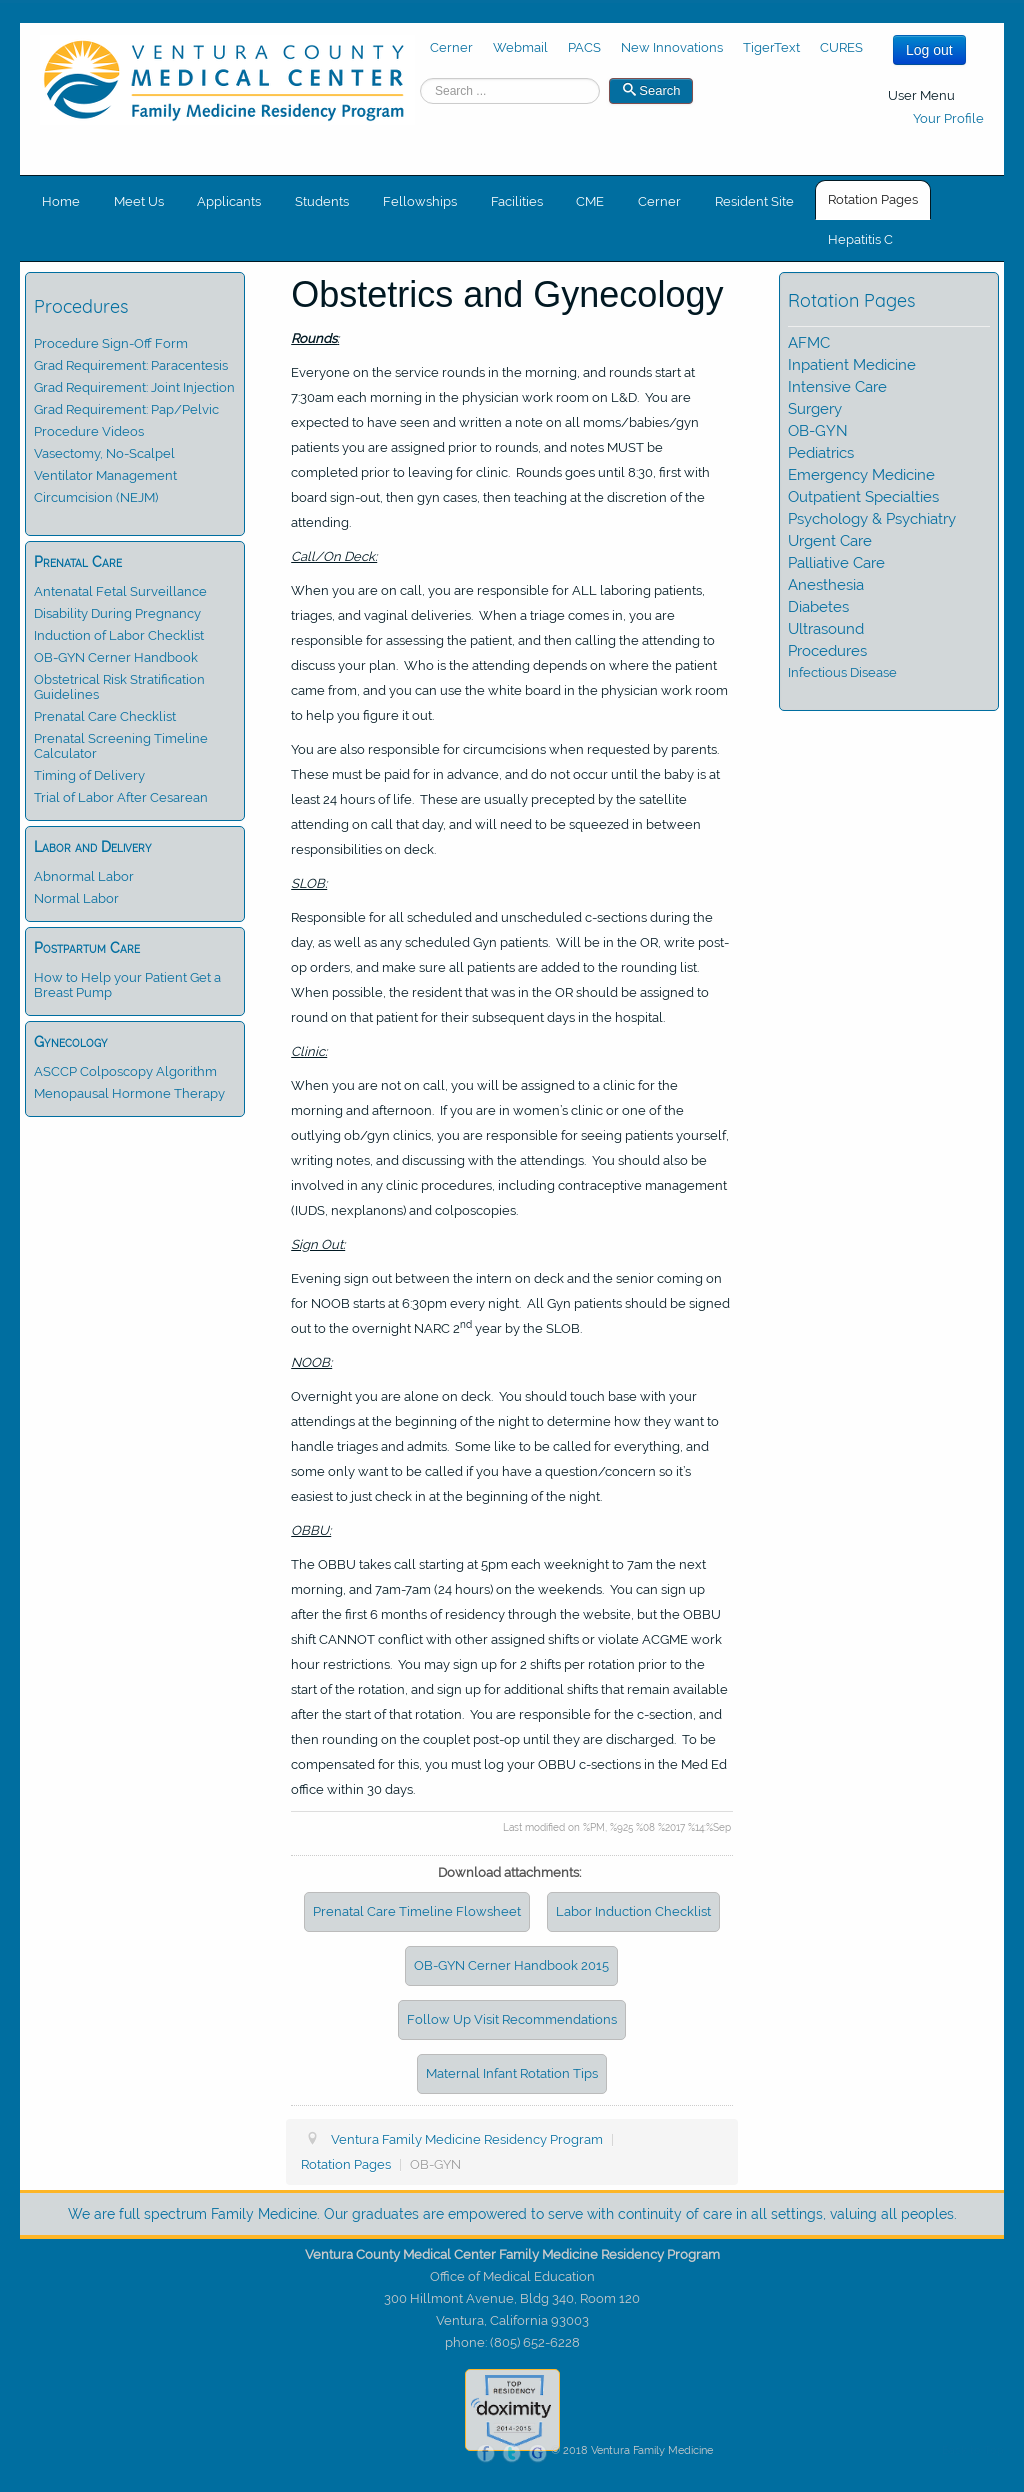 VENTURA COUNTY
MEDICAL CENTER
Family Medicine Residency Program
Cerner Webmail PACS New Innovations TigerText CURES
Log out
Search ...
Search
User Menu
Your Profile
Home Meet Us Applicants Students Fellowships Facilities CME Cerner Resident Site Rotation Pages
Hepatitis C
Procedures
Procedure Sign-Off Form
Grad Requirement: Paracentesis
Grad Requirement: Joint Injection
Grad Requirement: Pap/Pelvic
Procedure Videos
Vasectomy, No-Scalpel
Ventilator Management
Circumcision (NEJM)
Prenatal Care
Antenatal Fetal Surveillance
Disability During Pregnancy
Induction of Labor Checklist
OB-GYN Cerner Handbook
Obstetrical Risk Stratification
Guidelines
Prenatal Care Checklist
Prenatal Screening Timeline
Calculator
Timing of Delivery
Trial of Labor After Cesarean
Labor and Delivery
Abnormal Labor
Normal Labor
Postpartum Care
How to Help your Patient Get a
Breast Pump
Gynecology
ASCCP Colposcopy Algorithm
Menopausal Hormone Therapy
Obstetrics and Gynecology
Rounds:
Everyone on the service rounds in the morning, and rounds start at
7:30am each morning in the physician work room on L&D. You are
expected to have seen and written a note on all moms/babies/gyn
patients you are assigned prior to rounds, and notes MUST be
completed prior to leaving for clinic. Rounds goes until 8:30, first with
board sign-out, then gyn cases, then teaching at the discretion of the
attending.
Call/On Deck:
When you are on call, you are responsible for ALL laboring patients,
triages, and vaginal deliveries. When a triage comes in, you are
responsible for assessing the patient, and then calling the attending to
discuss your plan. Who is the attending depends on where the patient
came from, and you can use the white board in the physician work room
to help you figure it out.
You are also responsible for circumcisions when requested by parents.
These must be paid for in advance, and do not occur until the baby is at
least 24 hours of life. These are usually precepted by the satellite
attending on call that day, and will need to be squeezed in between
responsibilities on deck.
SLOB:
Responsible for all scheduled and unscheduled c-sections during the
day, as well as any scheduled Gyn patients. Will be in the OR, write post-
op orders, and make sure all patients are added to the rounding list.
When possible, the resident that was in the OR should be assigned to
round on that patient for their subsequent days in the hospital.
Clinic:
When you are not on call, you will be assigned to a clinic for the
morning and afternoon. If you are in women's clinic or one of the
outlying ob/gyn clinics, you are responsible for seeing patients yourself,
writing notes, and discussing with the attendings. You should also be
involved in any clinic procedures, including contraceptive management
(IUDS, nexplanons) and colposcopies.
Sign Out:
Evening sign out between the intern on deck and the senior coming on
for NOOB starts at 6:30pm every night. All Gyn patients should be signed
out to the overnight NARC 2nd year by the SLOB.
NOOB:
Overnight you are alone on deck. You should touch base with your
attendings at the beginning of the night to determine how they want to
handle triages and admits. Some like to be called for everything, and
some only want to be called if you have a question/concern so it's
easiest to just check in at the beginning of the night.
OBBU:
The OBBU takes call starting at 5pm each weeknight to 7am the next
morning, and 7am-7am (24 hours) on the weekends. You can sign up
after the first 6 months of residency through the website, but the OBBU
shift CANNOT conflict with other assigned shifts or violate ACGME work
hour restrictions. You may sign up for 2 shifts per rotation prior to the
start of the rotation, and sign up for additional shifts that remain available
after the start of that rotation. You are responsible for the c-section, and
then rounding on the couplet post-op until they are discharged. To be
compensated for this, you must log your OBBU c-sections in the Med Ed
office within 30 days.
Last modified on %PM, %925 %08 %2017 %14:%Sep
Download attachments:
Prenatal Care Timeline Flowsheet
Labor Induction Checklist
OB-GYN Cerner Handbook 2015
Follow Up Visit Recommendations
Maternal Infant Rotation Tips
Ventura Family Medicine Residency Program |
Rotation Pages | OB-GYN
Rotation Pages
AFMC
Inpatient Medicine
Intensive Care
Surgery
OB-GYN
Pediatrics
Emergency Medicine
Outpatient Specialties
Psychology & Psychiatry
Urgent Care
Palliative Care
Anesthesia
Diabetes
Ultrasound
Procedures
Infectious Disease
We are full spectrum Family Medicine. Our graduates are empowered to serve with continuity of care in all settings, valuing all peoples.
Ventura County Medical Center Family Medicine Residency Program
Office of Medical Education
300 Hillmont Avenue, Bldg 340, Room 120
Ventura, California 93003
phone: (805) 652-6228
TOP
RESIDENCY
doximity
2014-2015
f t G
© 2018 Ventura Family Medicine